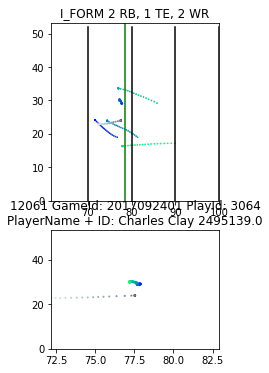 I_FORM 2 RB, 1 TE, 2 WR
50
40
30
20
10
0
70 80 90 100
12061 GameId: 2017092401 PlayId: 3064
PlayerName + ID: Charles Clay 2495139.0
40
20
0
72.5 75.0 77.5 80.0 82.5